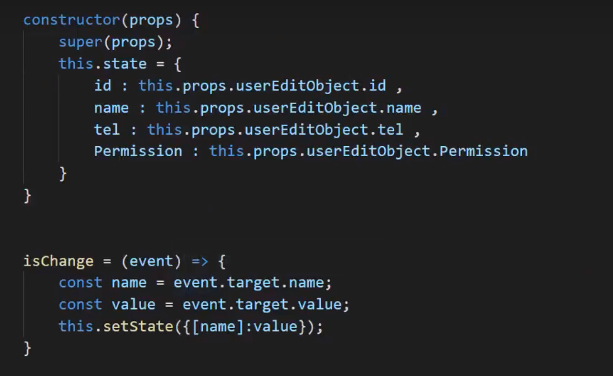 constructor(props) {
super(props);
this.state = {
id : this.props.userEditObject.id ,
name : this.props.userEditObject.name ,
tel : this.props.userEditObject.tel ,
Permission : this.props.userEditObject.Permission
}
}
isChange = (event) => {
const name = event.target.name;
const value = event.target.value;
this.setState({[name]:value});
}